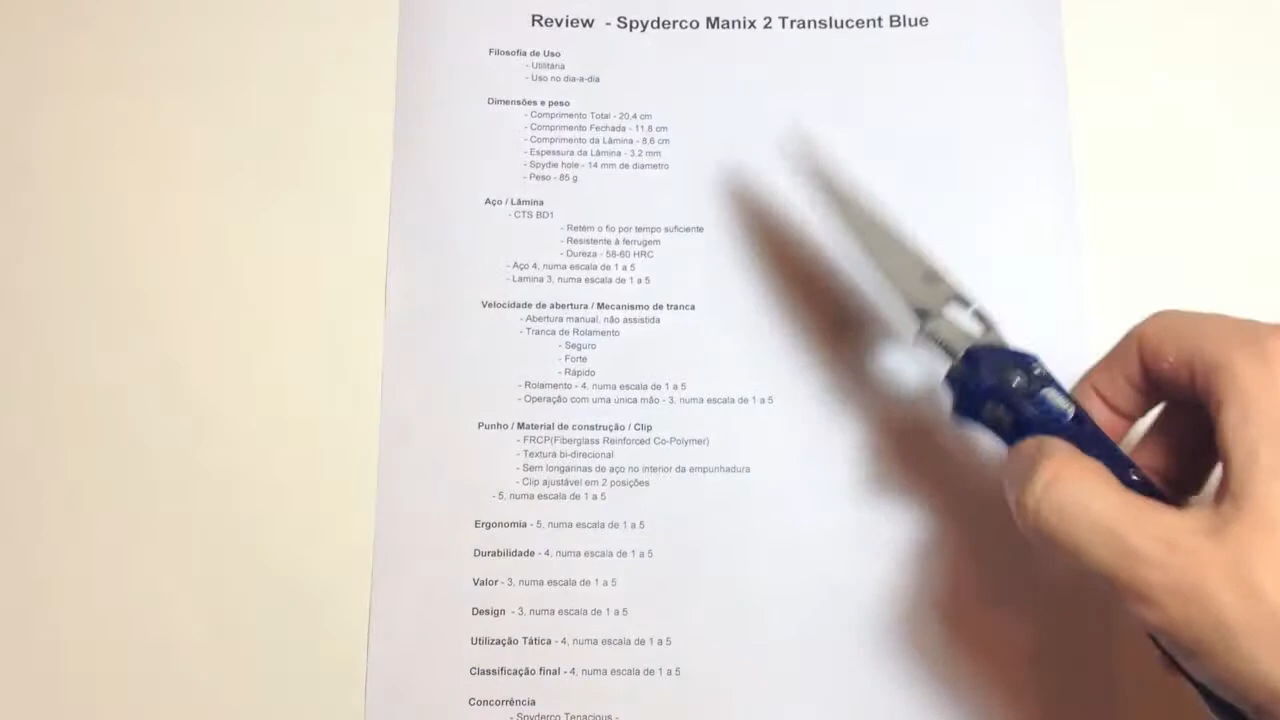 Review - Spyderco Manix 2 Translucent Blue
Filosofia de Uso
- Utilitária
- Uso no dia-a-dia
Dimensões e peso
- Comprimento Total - 20,4 cm
- Comprimento Fechada - 11,8 cm
- Comprimento da Lâmina - 8,6 cm
- Espessura da Lâmina - 3,2 mm
- Spydie hole - 14 mm de diametro
- Peso - 85 g
Aço / Lâmina
- CTS BD1
- Retém o fio por tempo suficiente
- Resistente à ferrugem
- Dureza - 58-60 HRC
- Aço 4, numa escala de 1 a 5
- Lamina 3, numa escala de 1 a 5
Velocidade de abertura / Mecanismo de tranca
- Abertura manual, não assistida
- Tranca de Rolamento
- Seguro
- Forte
- Rápido
- Rolamento - 4, numa escala de 1 a 5
- Operação com uma única mão - 3, numa escala de 1 a 5
Punho / Material de construção / Clip
- FRCP(Fiberglass Reinforced Co-Polymer)
- Textura bi-direcional
- Sem longarinas de aço no interior da empunhadura
- Clip ajustável em 2 posições
- 5, numa escala de 1 a 5
Ergonomia - 5, numa escala de 1 a 5
Durabilidade - 4, numa escala de 1 a 5
Valor - 3, numa escala de 1 a 5
Design - 3, numa escala de 1 a 5
Utilização Tática - 4, numa escala de 1 a 5
Classificação final - 4, numa escala de 1 a 5
Concorrência
- Spyderco Tenacious -